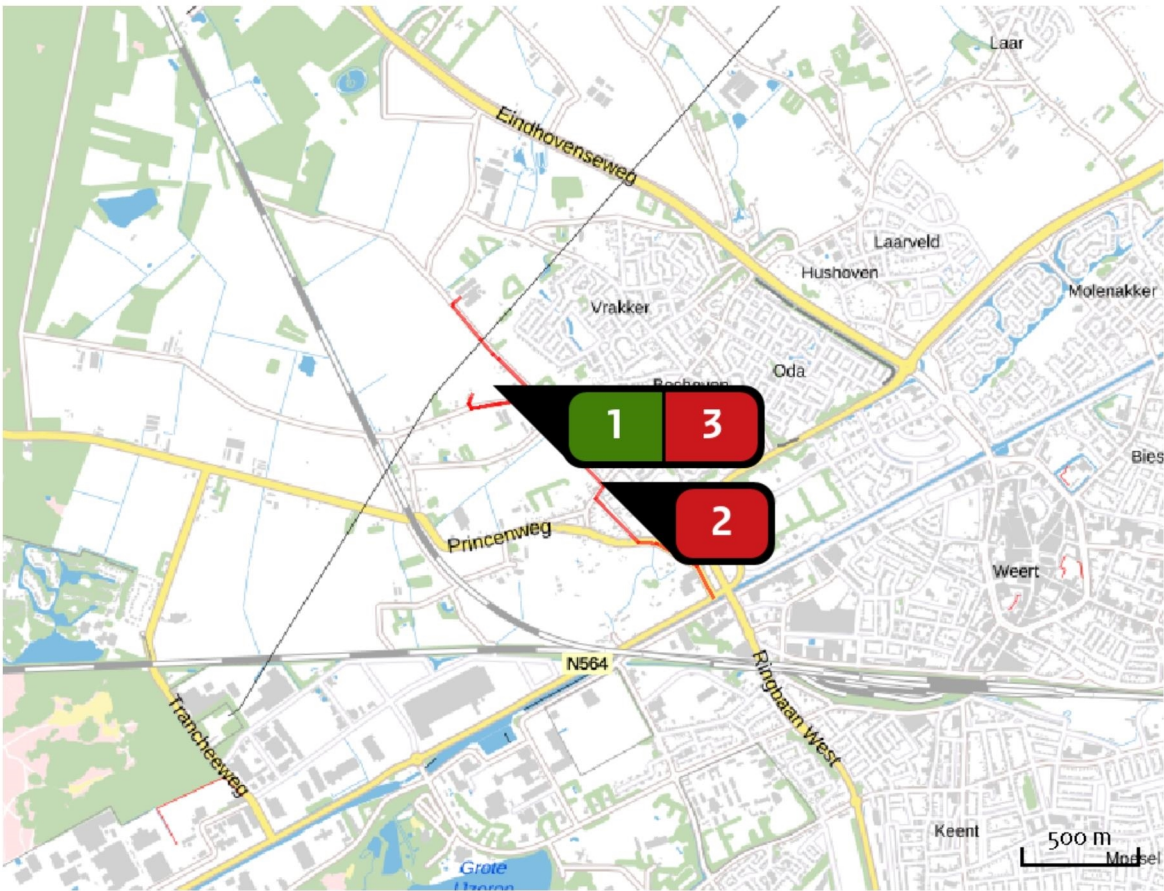 Laar
Eindhovenseweg
Laarveld
Hushoven
Molenakker
Vrakker
Oda
Boshoven
1 3
Bies
2
Princenweg
Weert
N564
Ringbaan West
Trancheeweg
Keent
500 m
Moesel
Grote
IJzeren